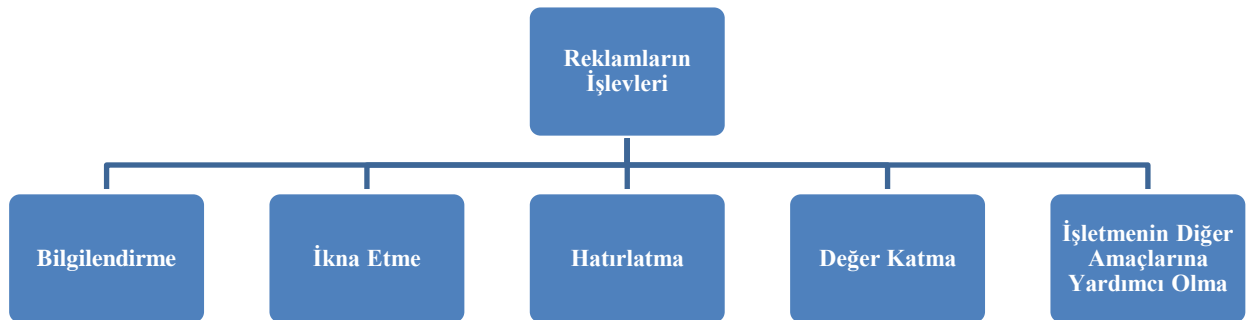 Reklamların
İşlevleri
Bilgilendirme
İkna Etme
Hatırlatma
Değer Katma
İşletmenin Diğer
Amaçlarına
Yardımcı Olma